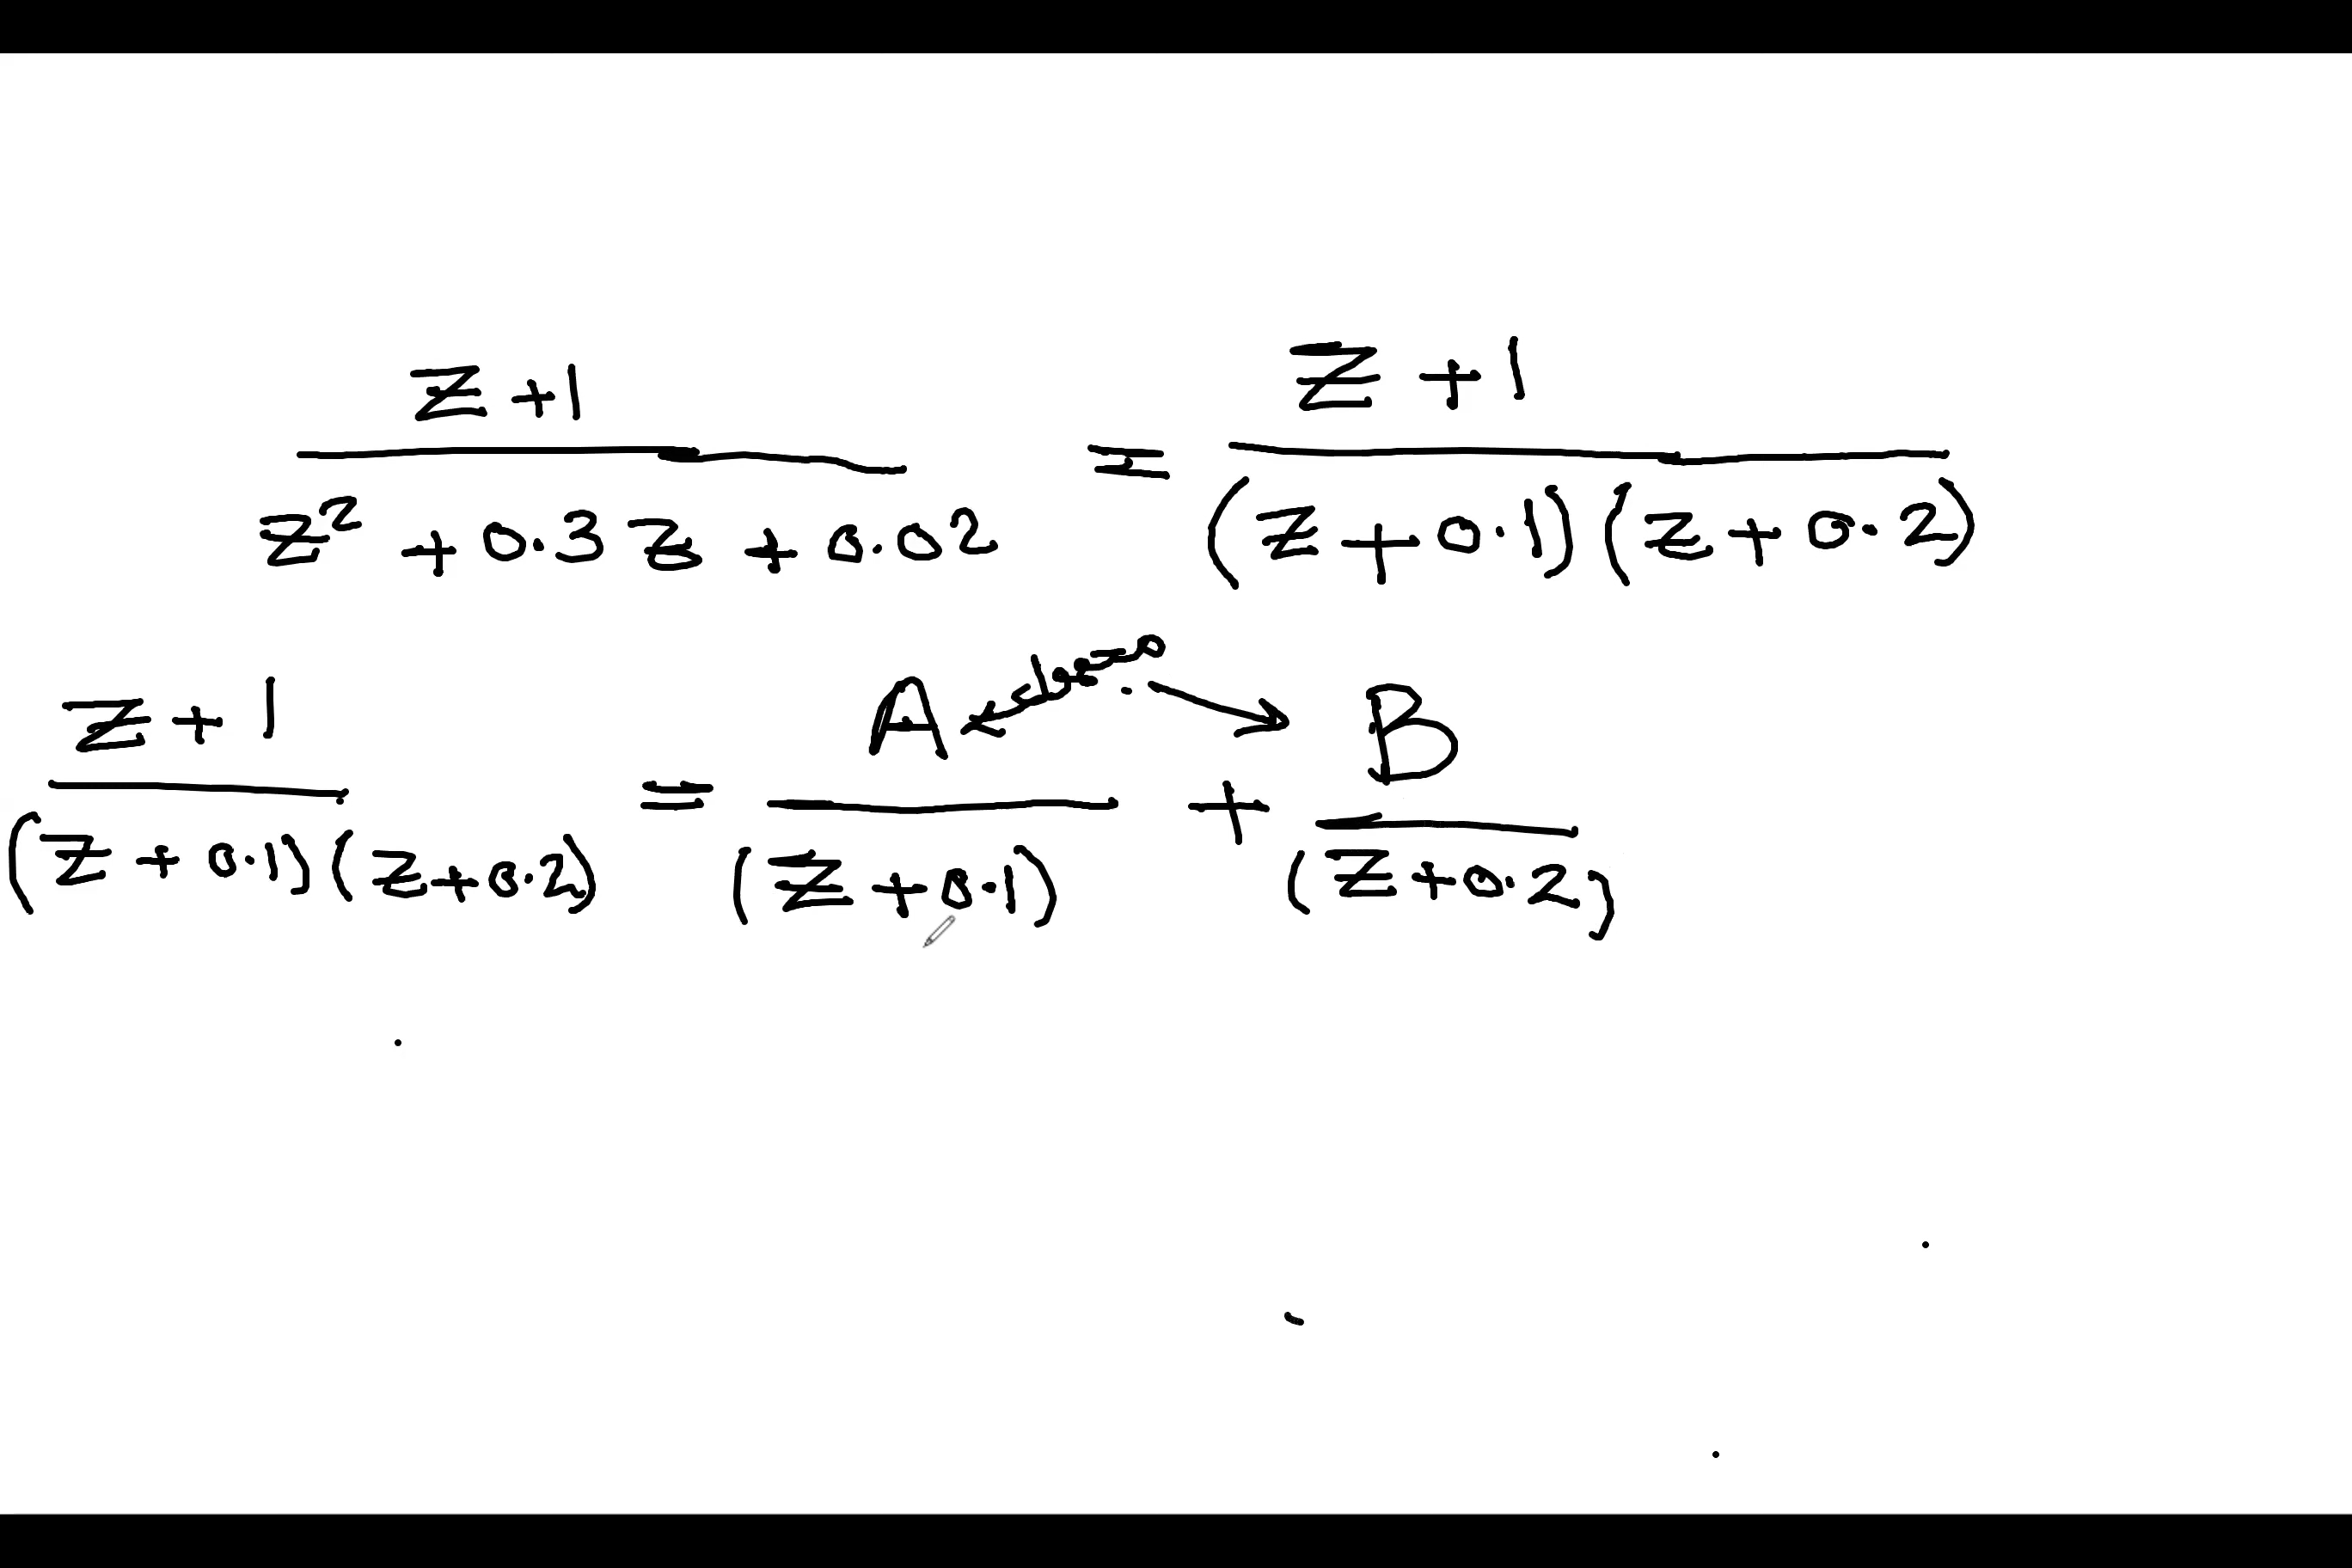 z+1 / z² + 0.3z + 0.02 = z+1 / (z+0.1)(z+0.2)
z+1 / (z+0.1)(z+0.2) = A / (z+0.1) + B / (z+0.2)